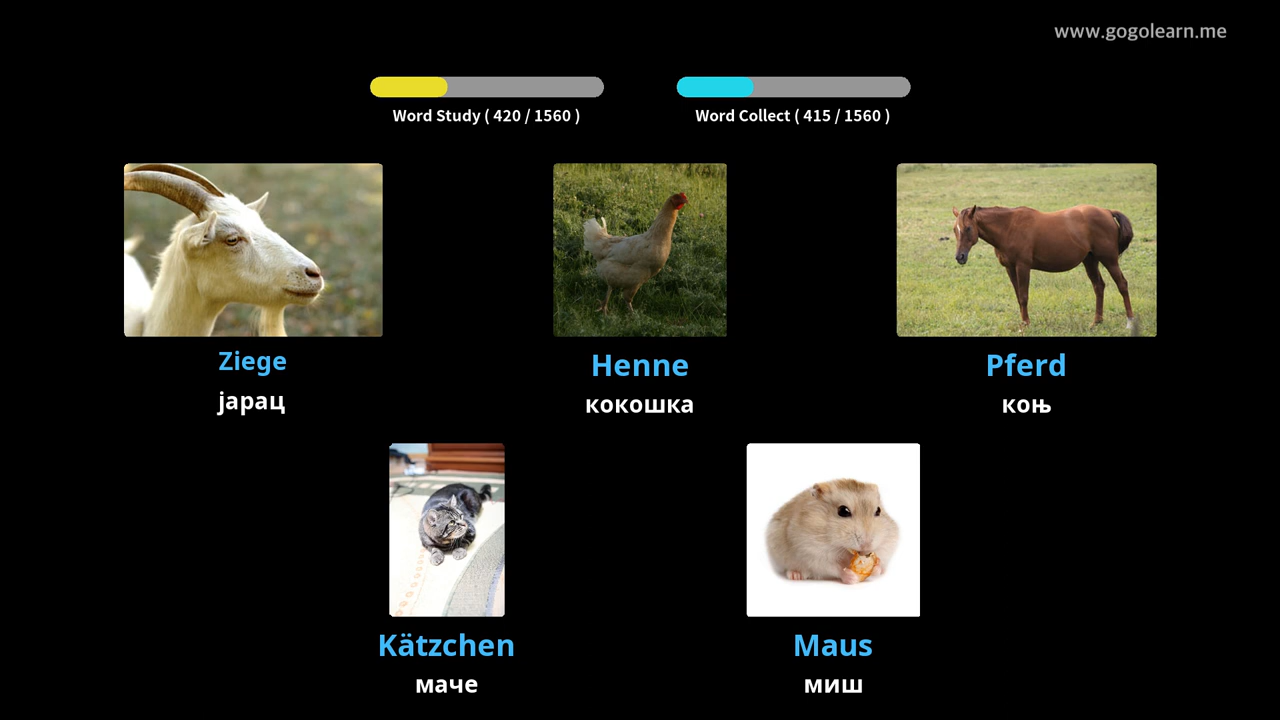 www.gogolearn.me
Word Study ( 420 / 1560 )
Word Collect ( 415 / 1560 )
Ziege
јарац
Henne
кокошка
Pferd
коњ
Kätzchen
маче
Maus
миш